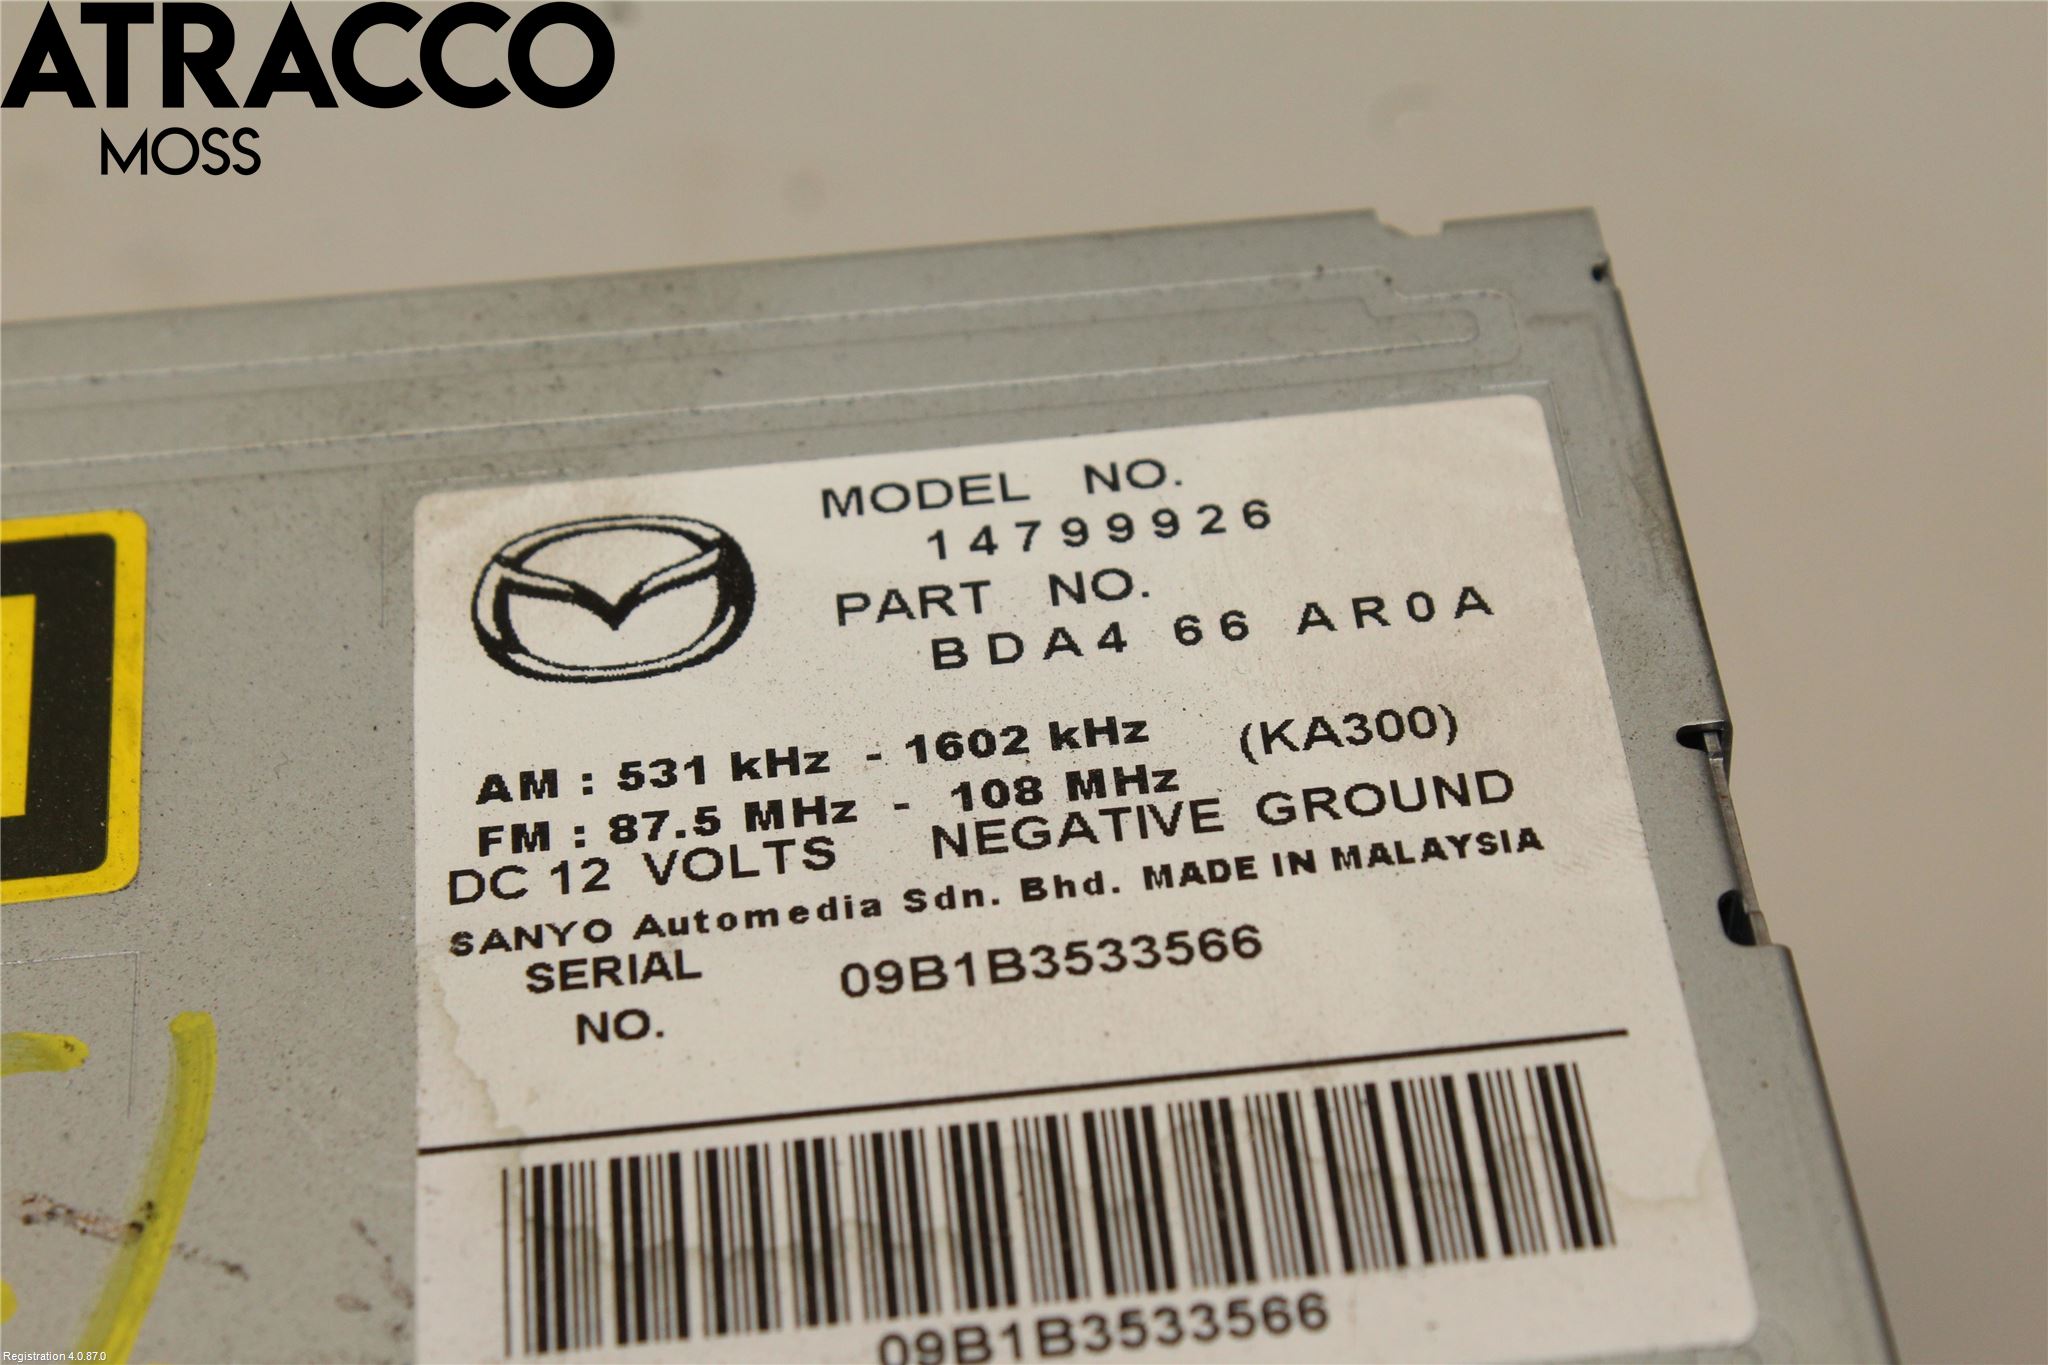 ATRACCO
MOSS
MODEL NO.
14799926
PART NO.
BDA4 66 AR0A
AM : 531 kHz - 1602 kHz (KA300)
FM : 87.5 MHz - 108 MHz
DC 12 VOLTS NEGATIVE GROUND
SANYO Automedia Sdn. Bhd. MADE IN MALAYSIA
SERIAL NO. 09B1B3533566
09B1B3533566
Registration 4.0.87.0